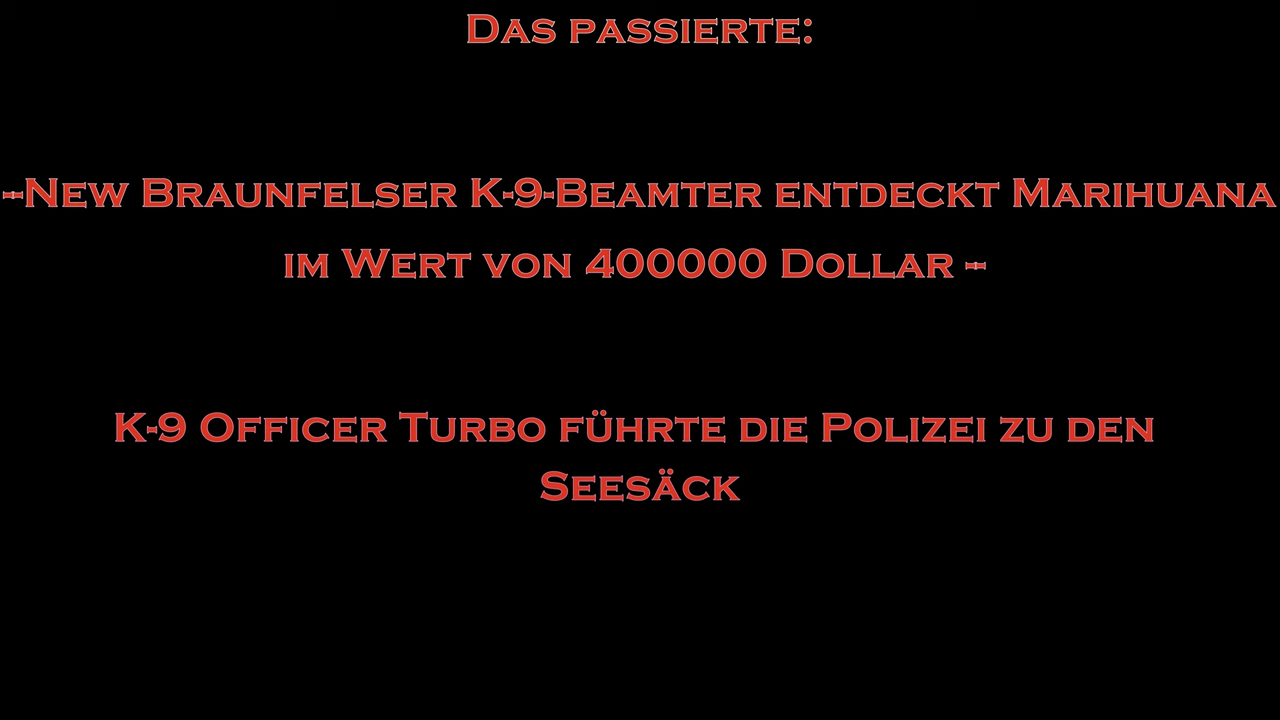 Das passierte:
--New Braunfelser K-9-Beamter entdeckt Marihuana
im Wert von 400000 Dollar --
K-9 Officer Turbo führte die Polizei zu den
Seesäck